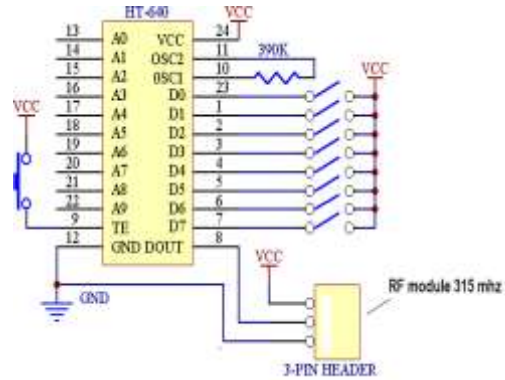 HT-640
VCC
13 A0 VCC 24
14 A1 OSC2 11 390K
15 A2 0SC1 10 VCC
16 A3 D0 23
VCC 17 A4 D1 1
18 A5 D2 2
19 A6 D3 3
20 A7 D4 4
21 A8 D5 5
22 A9 D6 6
9 TE D7 7
12 GND DOUT 8
VCC
GND
RF module 315 mhz
3-PIN HEADER